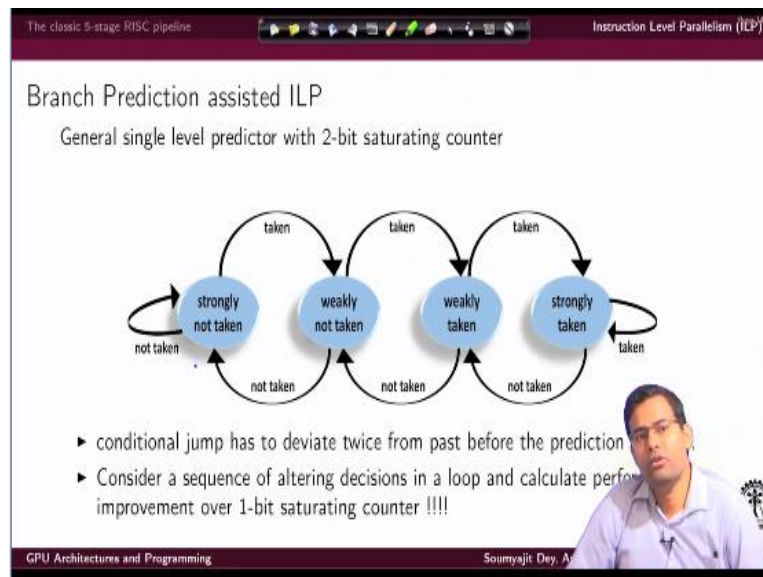 The classic 5-stage RISC pipeline
Instruction Level Parallelism (ILP)
Branch Prediction assisted ILP
General single level predictor with 2-bit saturating counter
taken
taken
taken
strongly
not taken
weakly
not taken
weakly
taken
strongly
taken
not taken
taken
not taken
not taken
not taken
► conditional jump has to deviate twice from past before the prediction
► Consider a sequence of altering decisions in a loop and calculate perfor
improvement over 1-bit saturating counter !!!!
GPU Architectures and Programming
Soumyajit Dey, A